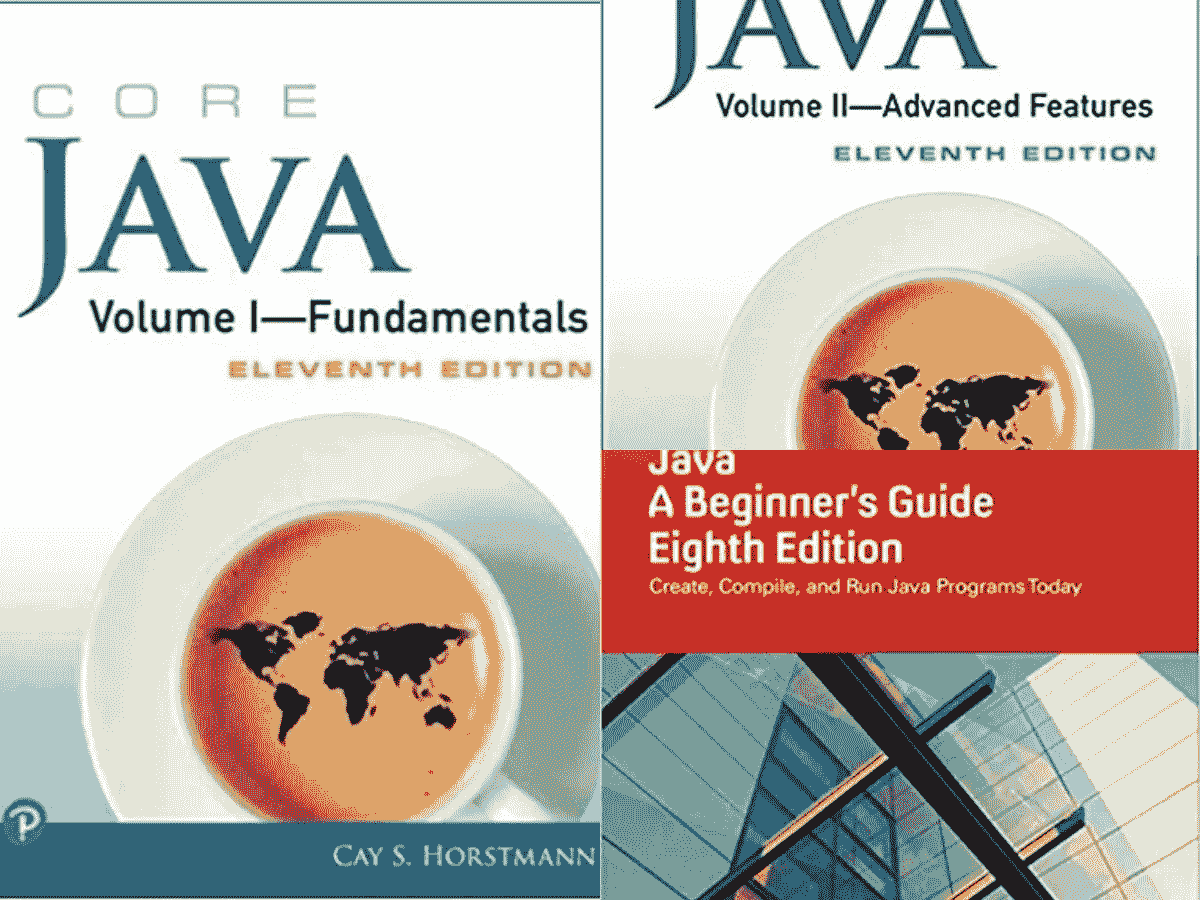 CORE
JAVA
Volume I—Fundamentals
ELEVENTH EDITION
CAY S. HORSTMANN
JAVA
Volume II—Advanced Features
ELEVENTH EDITION
Java
A Beginner's Guide
Eighth Edition
Create, Compile, and Run Java Programs Today